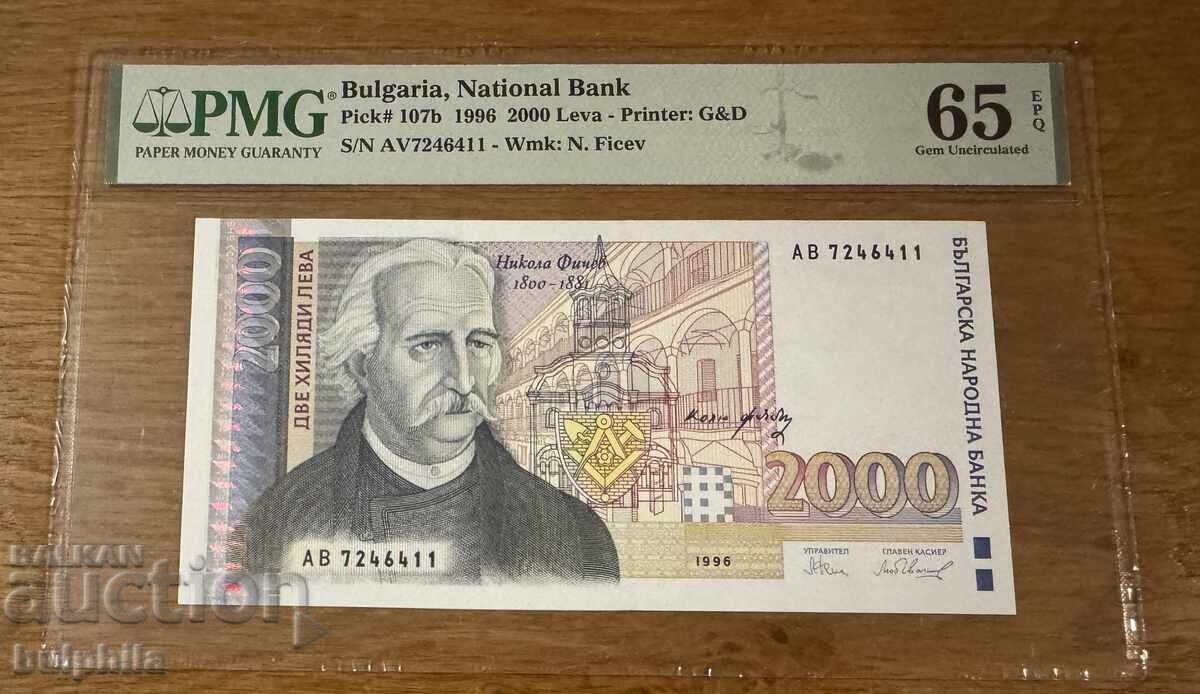 PMG®
PAPER MONEY GUARANTY
Bulgaria, National Bank
Pick# 107b 1996 2000 Leva - Printer: G&D
S/N AV7246411 - Wmk: N. Ficev
65
EPQ
Gem Uncirculated
2000
ДВЕ ХИЛЯДИ ЛЕВА
Никола Фичев
1800-1881
АВ 7246411
БЪЛГАРСКА НАРОДНА БАНКА
2000
АВ 7246411
1996
УПРАВИТЕЛ
ГЛАВЕН КАСИЕР
BALKAN
auction
bulphila